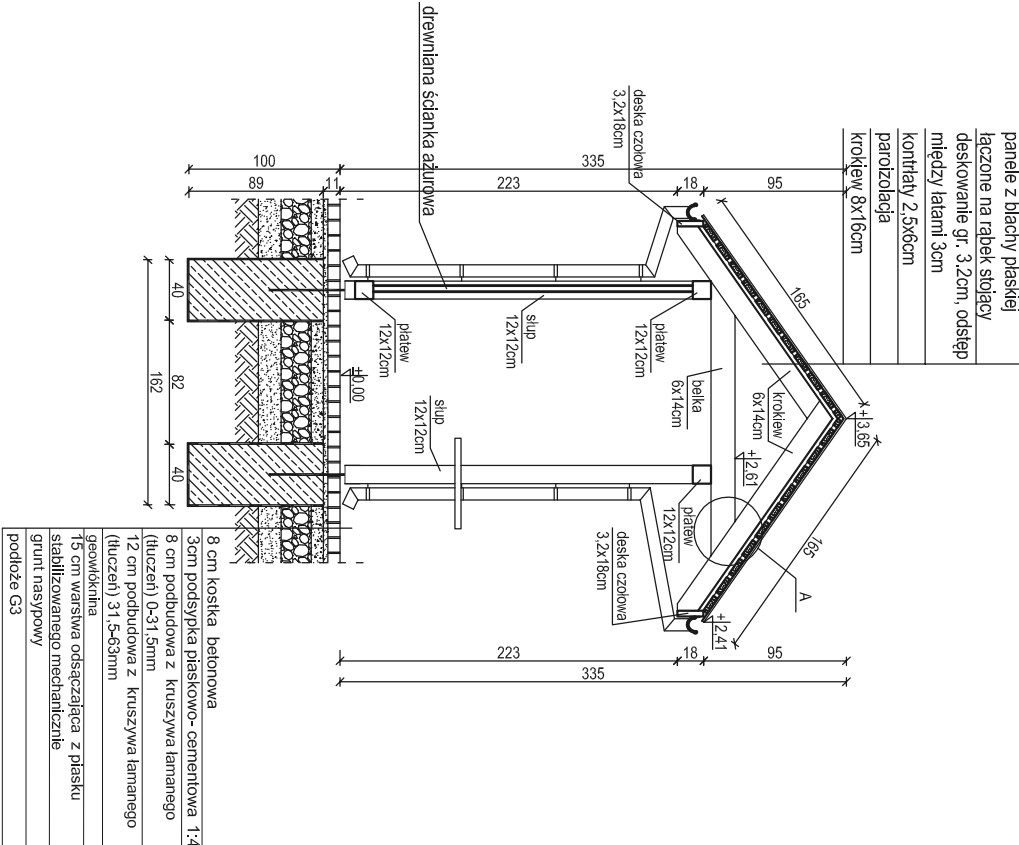 panele z blachy płaskiej
łączone na rąbek stojący
deskowanie gr. 3.2cm, odstęp
między łatami 3cm
kontrłaty 2,5x6cm
paroizolacja
krokiew 8x16cm
drewniana ścianka ażurowa
deska czołowa
3,2x18cm
100
335
89
11
223
18
95
165
165
+3,65
krokiew
6x14cm
belka
6x14cm
+2,61
płatew
12x12cm
słup
12x12cm
płatew
12x12cm
±0.00
słup
12x12cm
płatew
12x12cm
A
+2,41
deska czołowa
3,2x18cm
40
82
40
162
223
18
95
335
8 cm kostka betonowa
3cm podsypka piaskowo- cementowa 1:4
8 cm podbudowa z kruszywa łamanego
(tłuczeń) 0-31,5mm
12 cm podbudowa z kruszywa łamanego
(tłuczeń) 31,5-63mm
geowłóknina
15 cm warstwa odsączająca z piasku
stabilizowanego mechanicznie
grunt nasypowy
podłoże G3